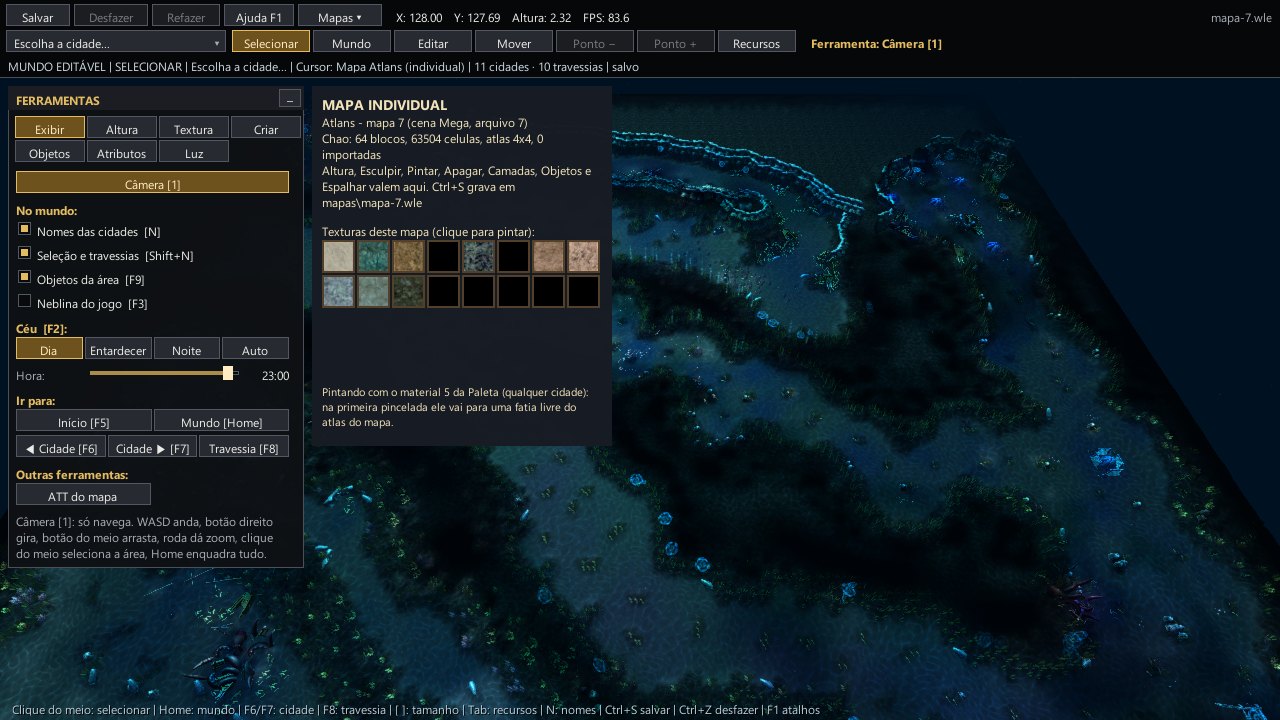 Salvar Desfazer Refazer Ajuda F1 Mapas ▾ X: 128.00 Y: 127.69 Altura: 2.32 FPS: 83.6 mapa-7.wle
Escolha a cidade... ▾ Selecionar Mundo Editar Mover Ponto − Ponto + Recursos Ferramenta: Câmera [1]
MUNDO EDITÁVEL | SELECIONAR | Escolha a cidade... | Cursor: Mapa Atlans (individual) | 11 cidades · 10 travessias | salvo
FERRAMENTAS _
Exibir Altura Textura Criar
Objetos Atributos Luz
Câmera [1]
No mundo:
Nomes das cidades [N]
Seleção e travessias [Shift+N]
Objetos da área [F9]
Neblina do jogo [F3]
Céu [F2]:
Dia Entardecer Noite Auto
Hora: 23:00
Ir para:
Início [F5] Mundo [Home]
◀ Cidade [F6] Cidade ▶ [F7] Travessia [F8]
Outras ferramentas:
ATT do mapa
Câmera [1]: só navega. WASD anda, botão direito
gira, botão do meio arrasta, roda dá zoom, clique
do meio seleciona a área, Home enquadra tudo.
MAPA INDIVIDUAL
Atlans - mapa 7 (cena Mega, arquivo 7)
Chao: 64 blocos, 63504 celulas, atlas 4x4, 0
importadas
Altura, Esculpir, Pintar, Apagar, Camadas, Objetos e
Espalhar valem aqui. Ctrl+S grava em
mapas\mapa-7.wle
Texturas deste mapa (clique para pintar):
Pintando com o material 5 da Paleta (qualquer cidade):
na primeira pincelada ele vai para uma fatia livre do
atlas do mapa.
Clique do meio: selecionar | Home: mundo | F6/F7: cidade | F8: travessia | [ ]: tamanho | Tab: recursos | N: nomes | Ctrl+S salvar | Ctrl+Z desfazer | F1 atalhos